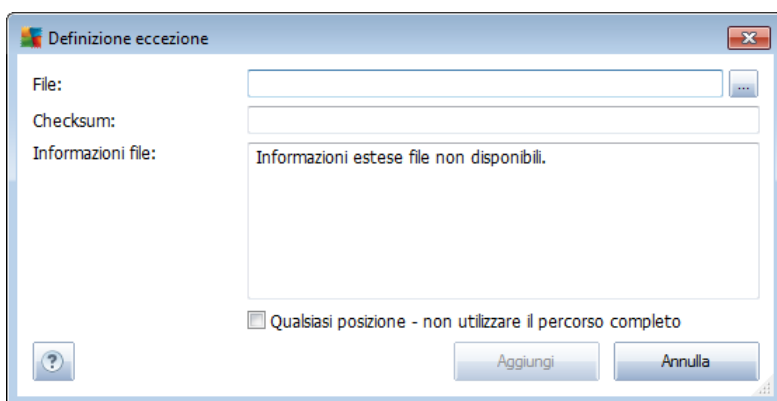 Definizione eccezione
File:
...
Checksum:
Informazioni file:
Informazioni estese file non disponibili.
Qualsiasi posizione - non utilizzare il percorso completo
?
Aggiungi
Annulla